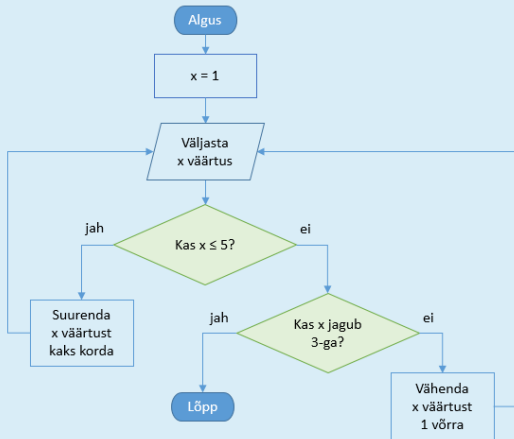 Algus
x = 1
Väljasta
x väärtus
jah
Kas x ≤ 5?
ei
Suurenda
x väärtust
kaks korda
jah
Kas x jagub
3-ga?
ei
Lõpp
Vähenda
x väärtust
1 võrra